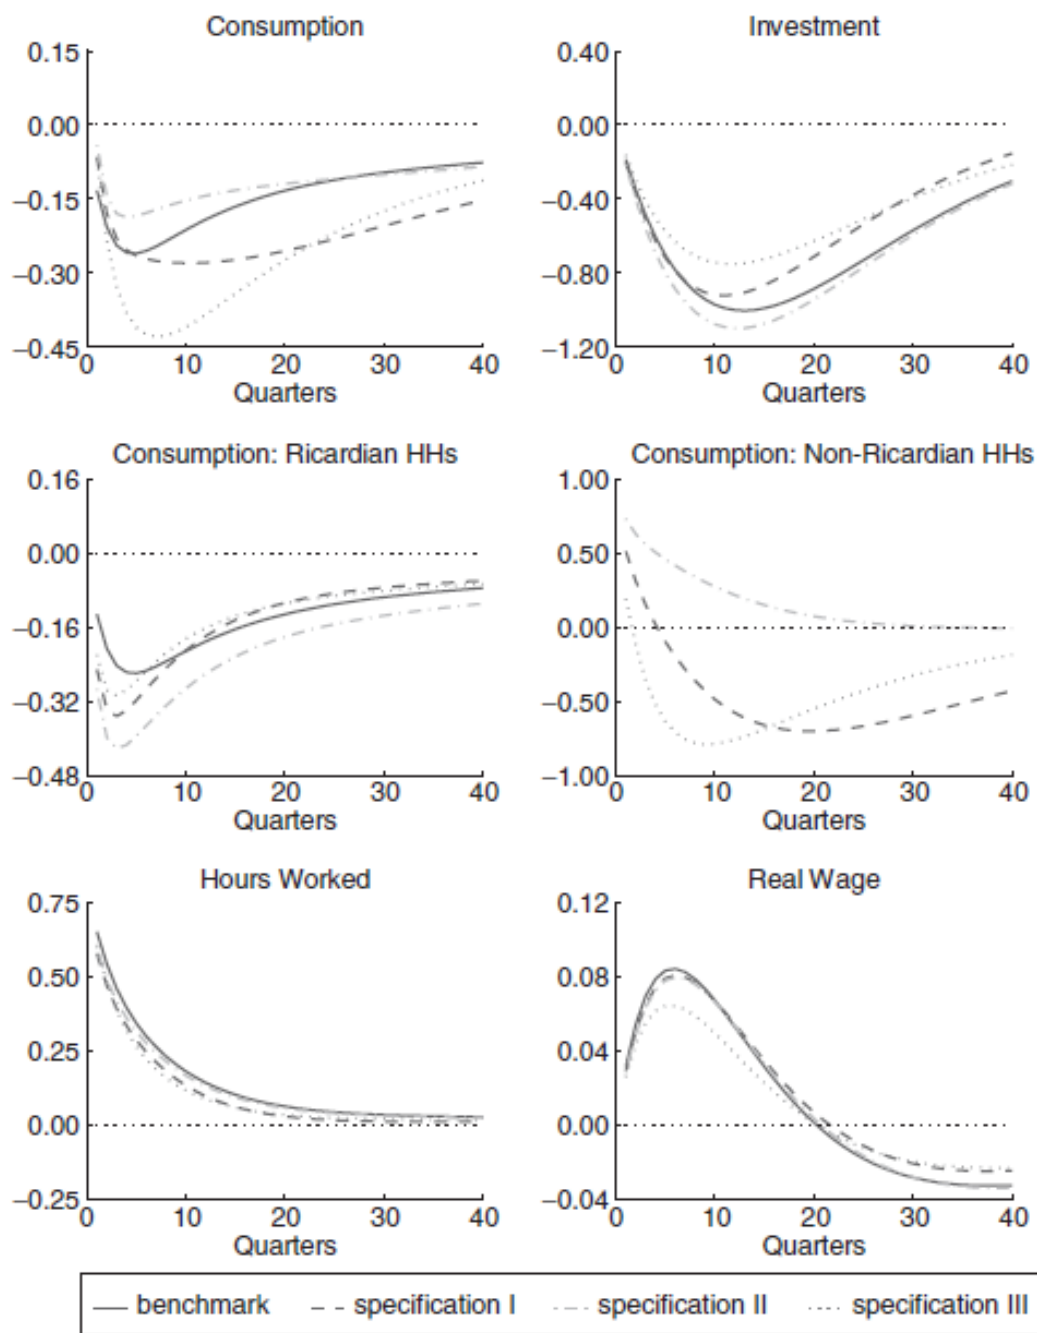 Consumption
0.15
0.00
−0.15
−0.30
−0.45
0 10 20 30 40
Quarters
Investment
0.40
0.00
−0.40
−0.80
−1.20
0 10 20 30 40
Quarters
Consumption: Ricardian HHs
0.16
0.00
−0.16
−0.32
−0.48
0 10 20 30 40
Quarters
Consumption: Non-Ricardian HHs
1.00
0.50
0.00
−0.50
−1.00
0 10 20 30 40
Quarters
Hours Worked
0.75
0.50
0.25
0.00
−0.25
0 10 20 30 40
Quarters
Real Wage
0.12
0.08
0.04
0.00
−0.04
0 10 20 30 40
Quarters
benchmark specification I specification II specification III